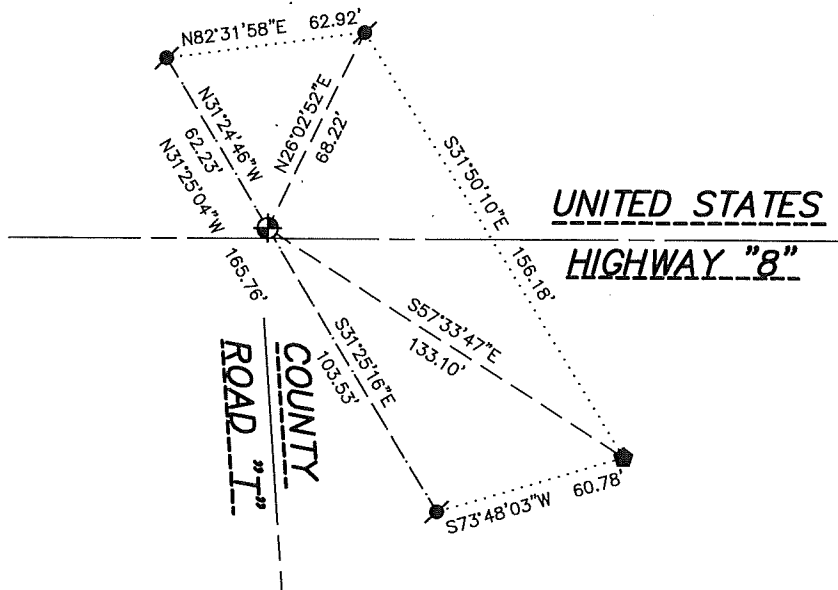 N82°31'58"E 62.92'
N31°24'46"W
62.23'
N31°25'04"W 165.76'
N26°02'52"E
68.22'
S31°50'10"E 156.18'
UNITED STATES
HIGHWAY "8"
S57°33'47"E
133.10'
S31°25'16"E
103.53'
COUNTY
ROAD "T"
S73°48'03"W 60.78'